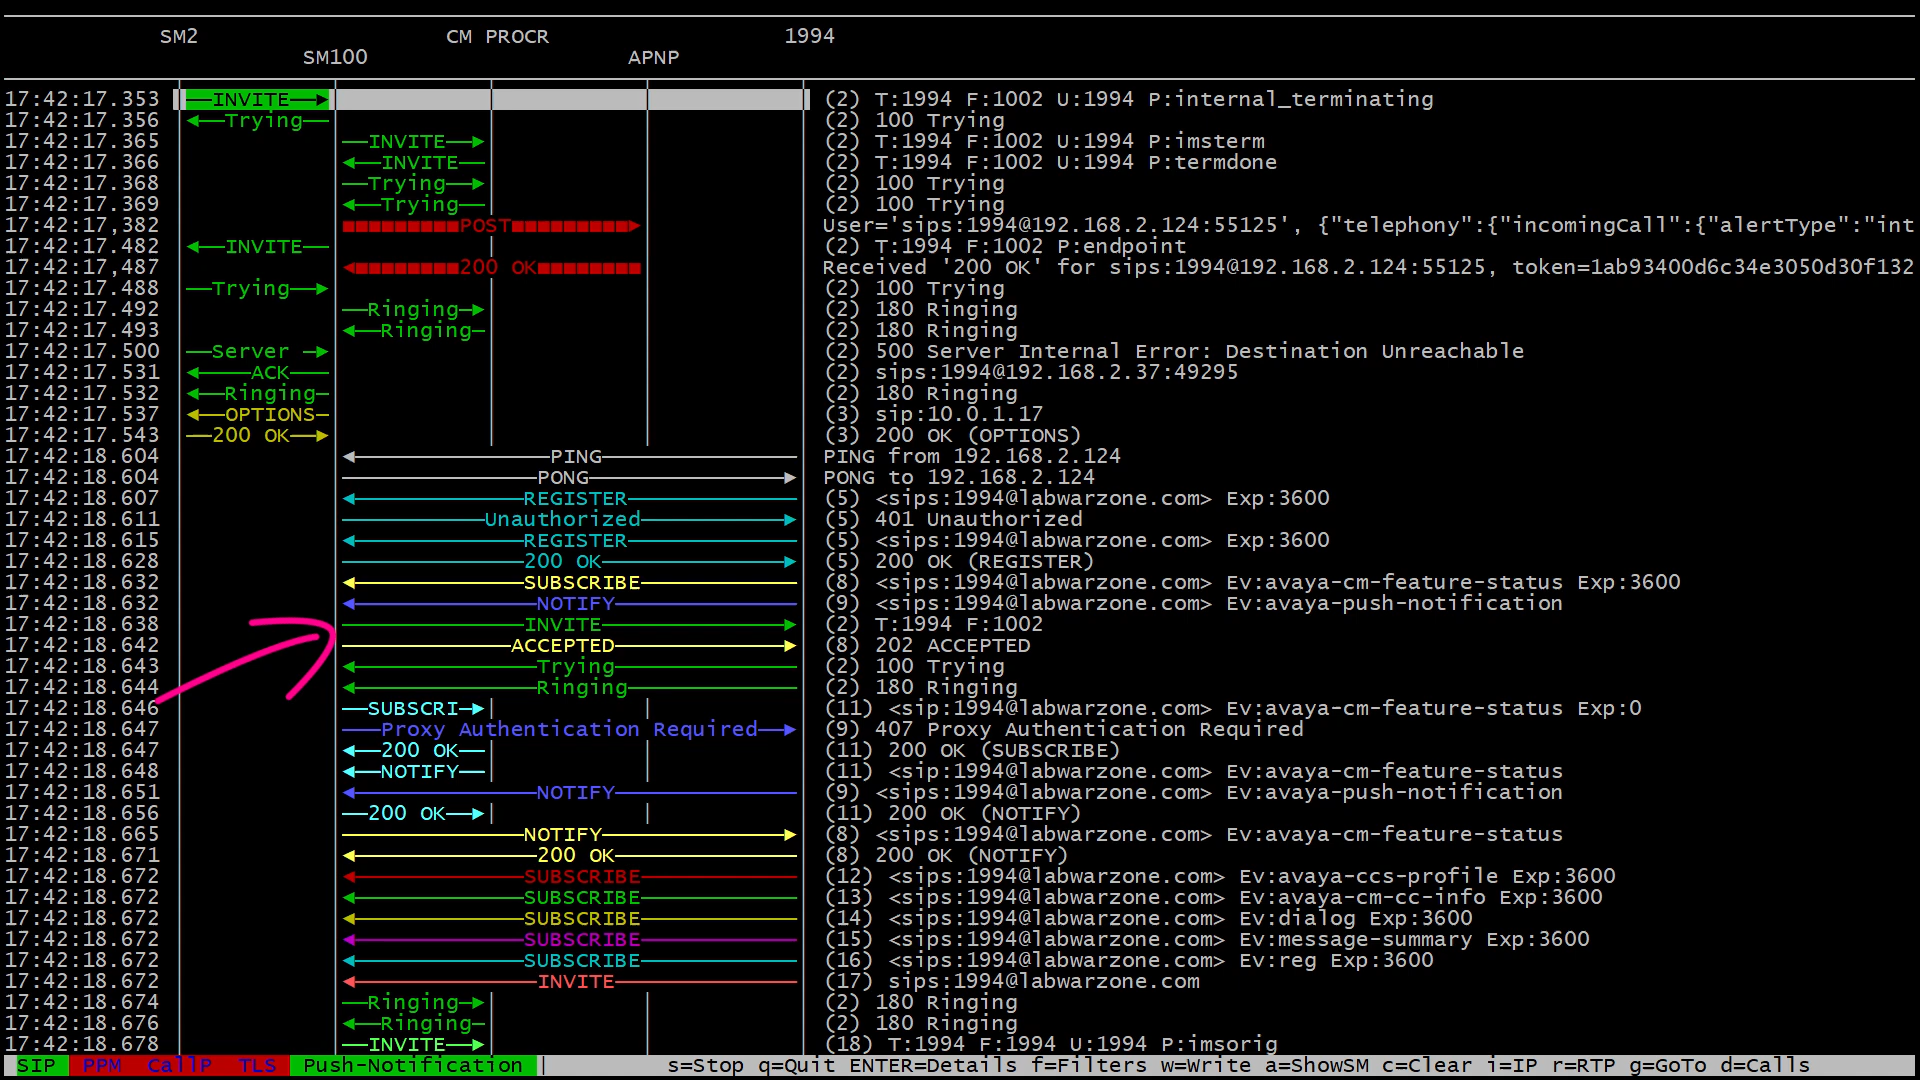 SM2 CM PROCR 1994
SM100 APNP
17:42:17.353 INVITE (2) T:1994 F:1002 U:1994 P:internal_terminating
17:42:17.356 Trying (2) 100 Trying
17:42:17.365 INVITE (2) T:1994 F:1002 U:1994 P:imsterm
17:42:17.366 INVITE (2) T:1994 F:1002 U:1994 P:termdone
17:42:17.368 Trying (2) 100 Trying
17:42:17.369 Trying (2) 100 Trying
17:42:17,382 POST User='sips:1994@192.168.2.124:55125', {"telephony":{"incomingCall":{"alertType":"int
17:42:17.482 INVITE (2) T:1994 F:1002 P:endpoint
17:42:17,487 200 OK Received '200 OK' for sips:1994@192.168.2.124:55125, token=1ab93400d6c34e3050d30f132
17:42:17.488 Trying (2) 100 Trying
17:42:17.492 Ringing (2) 180 Ringing
17:42:17.493 Ringing (2) 180 Ringing
17:42:17.500 Server (2) 500 Server Internal Error: Destination Unreachable
17:42:17.531 ACK (2) sips:1994@192.168.2.37:49295
17:42:17.532 Ringing (2) 180 Ringing
17:42:17.537 OPTIONS (3) sip:10.0.1.17
17:42:17.543 200 OK (3) 200 OK (OPTIONS)
17:42:18.604 PING PING from 192.168.2.124
17:42:18.604 PONG PONG to 192.168.2.124
17:42:18.607 REGISTER (5) <sips:1994@labwarzone.com> Exp:3600
17:42:18.611 Unauthorized (5) 401 Unauthorized
17:42:18.615 REGISTER (5) <sips:1994@labwarzone.com> Exp:3600
17:42:18.628 200 OK (5) 200 OK (REGISTER)
17:42:18.632 SUBSCRIBE (8) <sips:1994@labwarzone.com> Ev:avaya-cm-feature-status Exp:3600
17:42:18.632 NOTIFY (9) <sips:1994@labwarzone.com> Ev:avaya-push-notification
17:42:18.638 INVITE (2) T:1994 F:1002
17:42:18.642 ACCEPTED (8) 202 ACCEPTED
17:42:18.643 Trying (2) 100 Trying
17:42:18.644 Ringing (2) 180 Ringing
17:42:18.646 SUBSCRI (11) <sip:1994@labwarzone.com> Ev:avaya-cm-feature-status Exp:0
17:42:18.647 Proxy Authentication Required (9) 407 Proxy Authentication Required
17:42:18.647 200 OK (11) 200 OK (SUBSCRIBE)
17:42:18.648 NOTIFY (11) <sip:1994@labwarzone.com> Ev:avaya-cm-feature-status
17:42:18.651 NOTIFY (9) <sips:1994@labwarzone.com> Ev:avaya-push-notification
17:42:18.656 200 OK (11) 200 OK (NOTIFY)
17:42:18.665 NOTIFY (8) <sips:1994@labwarzone.com> Ev:avaya-cm-feature-status
17:42:18.671 200 OK (8) 200 OK (NOTIFY)
17:42:18.672 SUBSCRIBE (12) <sips:1994@labwarzone.com> Ev:avaya-ccs-profile Exp:3600
17:42:18.672 SUBSCRIBE (13) <sips:1994@labwarzone.com> Ev:avaya-cm-cc-info Exp:3600
17:42:18.672 SUBSCRIBE (14) <sips:1994@labwarzone.com> Ev:dialog Exp:3600
17:42:18.672 SUBSCRIBE (15) <sips:1994@labwarzone.com> Ev:message-summary Exp:3600
17:42:18.672 SUBSCRIBE (16) <sips:1994@labwarzone.com> Ev:reg Exp:3600
17:42:18.672 INVITE (17) sips:1994@labwarzone.com
17:42:18.674 Ringing (2) 180 Ringing
17:42:18.676 Ringing (2) 180 Ringing
17:42:18.678 INVITE (18) T:1994 F:1994 U:1994 P:imsorig
SIP PPM CallP TLS Push-Notification s=Stop q=Quit ENTER=Details f=Filters w=Write a=ShowSM c=Clear i=IP r=RTP g=GoTo d=Calls